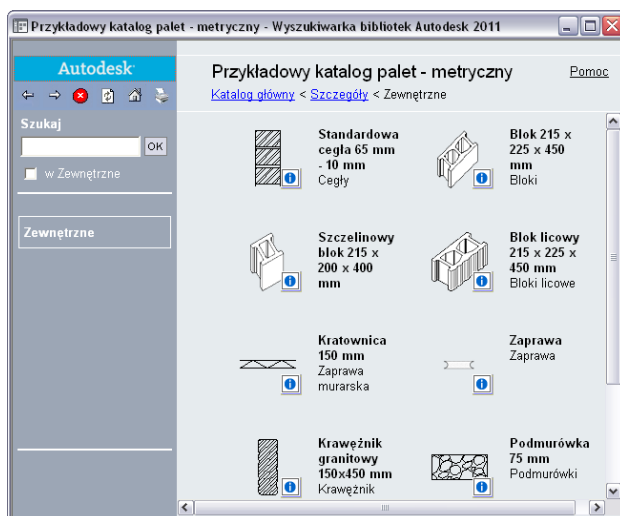 Przykładowy katalog palet - metryczny - Wyszukiwarka bibliotek Autodesk 2011
Autodesk
Szukaj
OK
w Zewnętrzne
Zewnętrzne
Przykładowy katalog palet - metryczny
Pomoc
Katalog główny < Szczegóły < Zewnętrzne
Standardowa
cegła 65 mm
- 10 mm
Cegły
Blok 215 x
225 x 450
mm
Bloki
Szczelinowy
blok 215 x
200 x 400
mm
Blok licowy
215 x 225 x
450 mm
Bloki licowe
Kratownica
150 mm
Zaprawa
murarska
Zaprawa
Zaprawa
Krawężnik
granitowy
150x450 mm
Krawężnik
Podmurówka
75 mm
Podmurówki